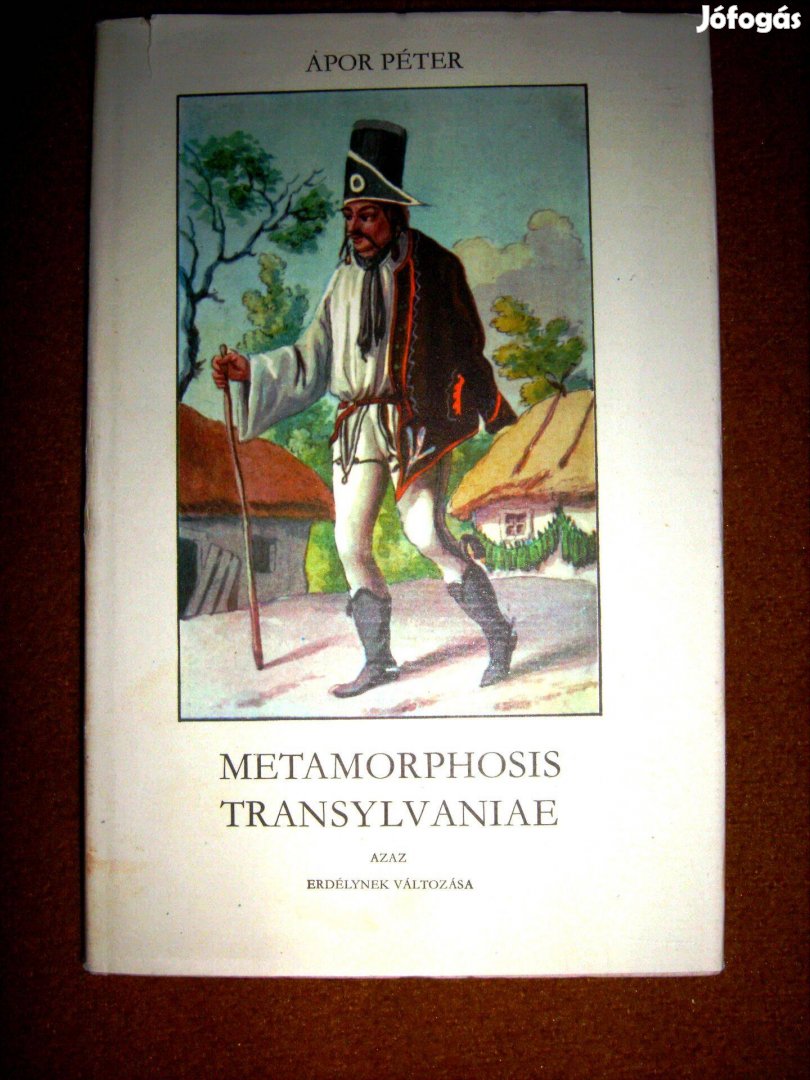 Jófogás
APOR PÉTER
METAMORPHOSIS
TRANSYLVANIAE
AZAZ
ERDÉLYNEK VÁLTOZÁSA